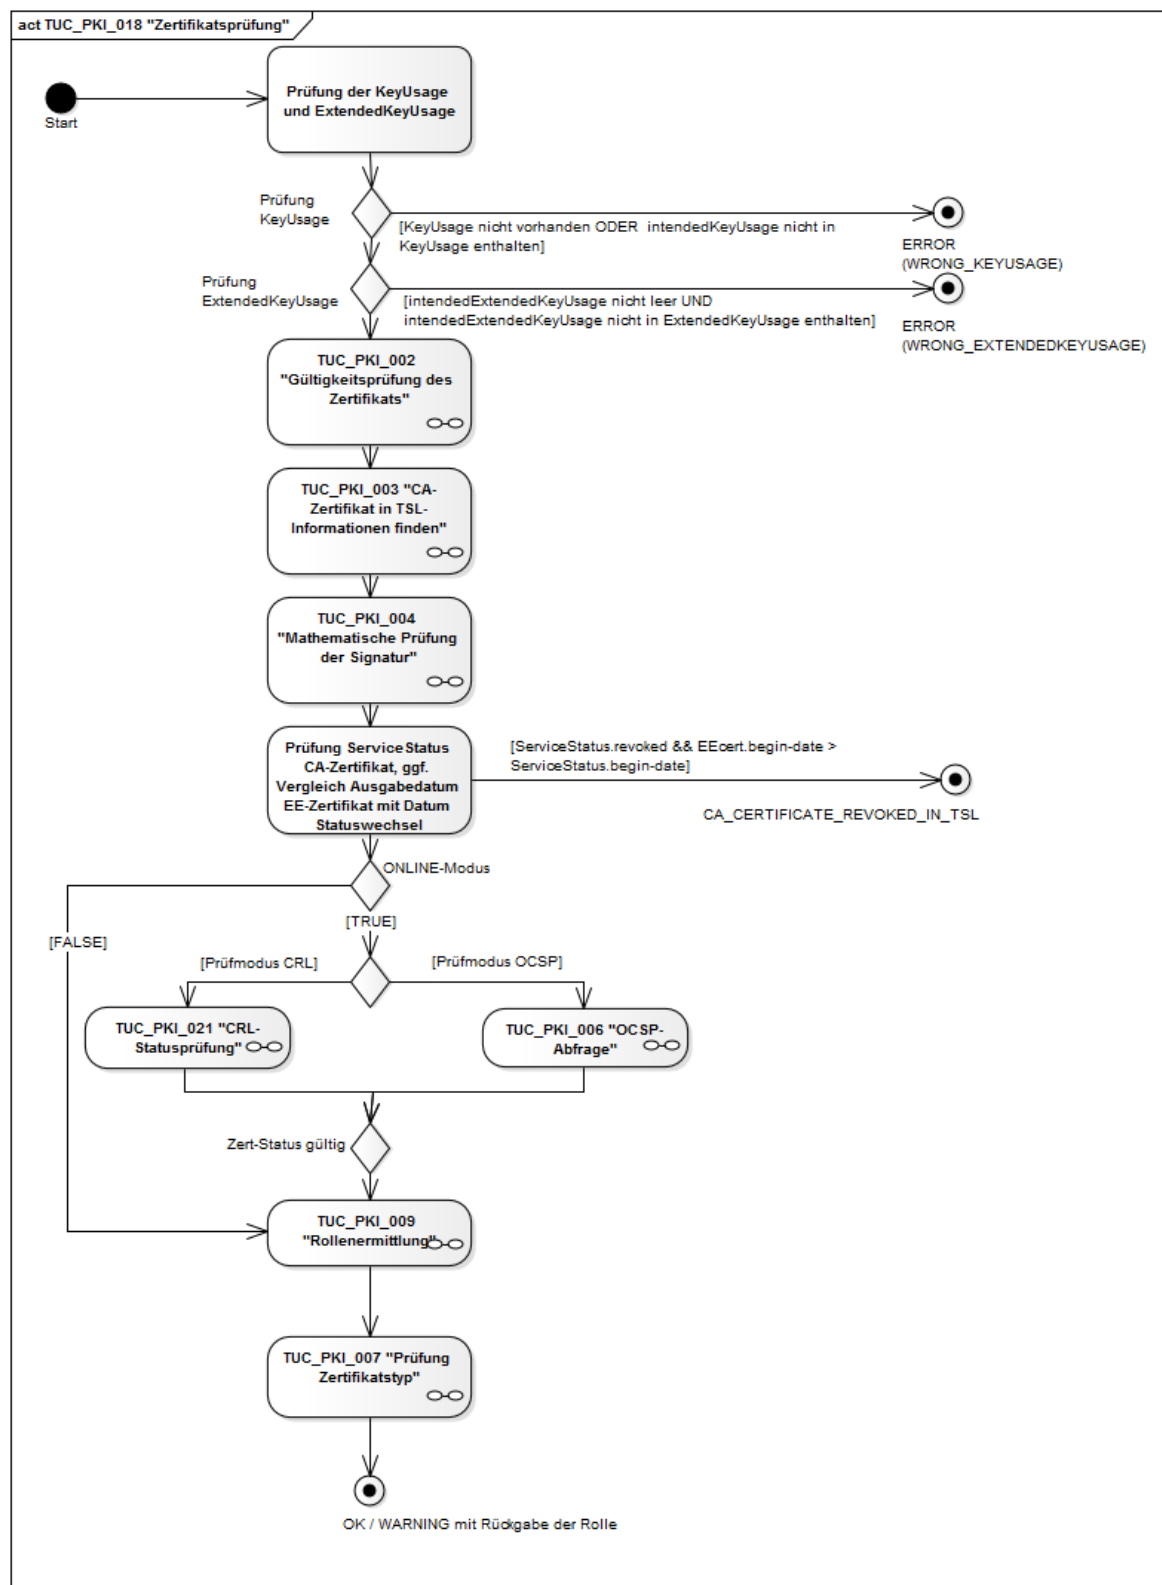 act TUC_PKI_018 "Zertifikatsprüfung"
Start
Prüfung der KeyUsage
und ExtendedKeyUsage
Prüfung
KeyUsage
[KeyUsage nicht vorhanden ODER intendedKeyUsage nicht in
KeyUsage enthalten]
ERROR
(WRONG_KEYUSAGE)
Prüfung
ExtendedKeyUsage
[intendedExtendedKeyUsage nicht leer UND
intendedExtendedKeyUsage nicht in ExtendedKeyUsage enthalten]
ERROR
(WRONG_EXTENDEDKEYUSAGE)
TUC_PKI_002
"Gültigkeitsprüfung des
Zertifikats"
TUC_PKI_003 "CA-
Zertifikat in TSL-
Informationen finden"
TUC_PKI_004
"Mathematische Prüfung
der Signatur"
Prüfung ServiceStatus
CA-Zertifikat, ggf.
Vergleich Ausgabedatum
EE-Zertifikat mit Datum
Statuswechsel
[ServiceStatus.revoked && EEcert.begin-date >
ServiceStatus.begin-date]
CA_CERTIFICATE_REVOKED_IN_TSL
ONLINE-Modus
[TRUE]
[FALSE]
[Prüfmodus CRL]
[Prüfmodus OCSP]
TUC_PKI_021 "CRL-
Statusprüfung"
TUC_PKI_006 "OCSP-
Abfrage"
Zert-Status gültig
TUC_PKI_009
"Rollenermittlung"
TUC_PKI_007 "Prüfung
Zertifikatstyp"
OK / WARNING mit Rückgabe der Rolle